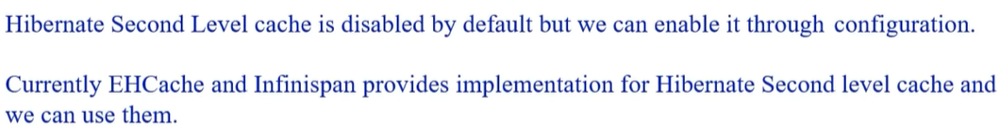 Hibernate Second Level cache is disabled by default but we can enable it through configuration.
Currently EHCache and Infinispan provides implementation for Hibernate Second level cache and
we can use them.